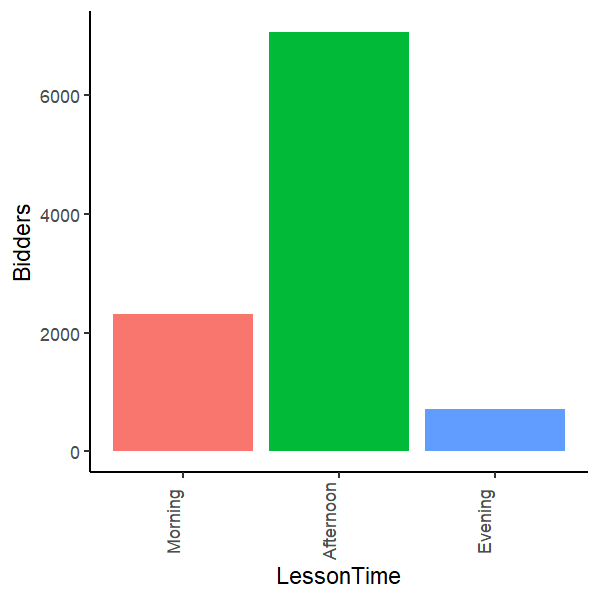 Bidders
6000
4000
2000
0
Morning
Afternoon
Evening
LessonTime